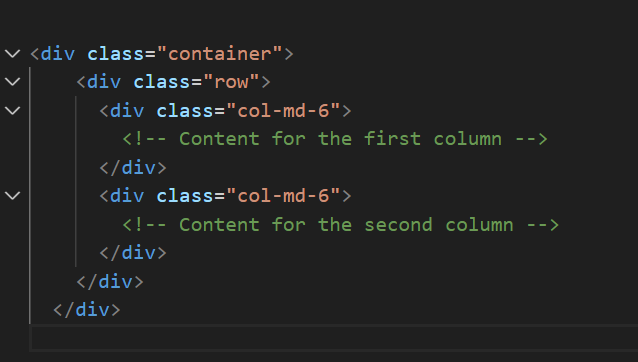 <div class="container">
    <div class="row">
      <div class="col-md-6">
        <!-- Content for the first column -->
      </div>
      <div class="col-md-6">
        <!-- Content for the second column -->
      </div>
    </div>
  </div>